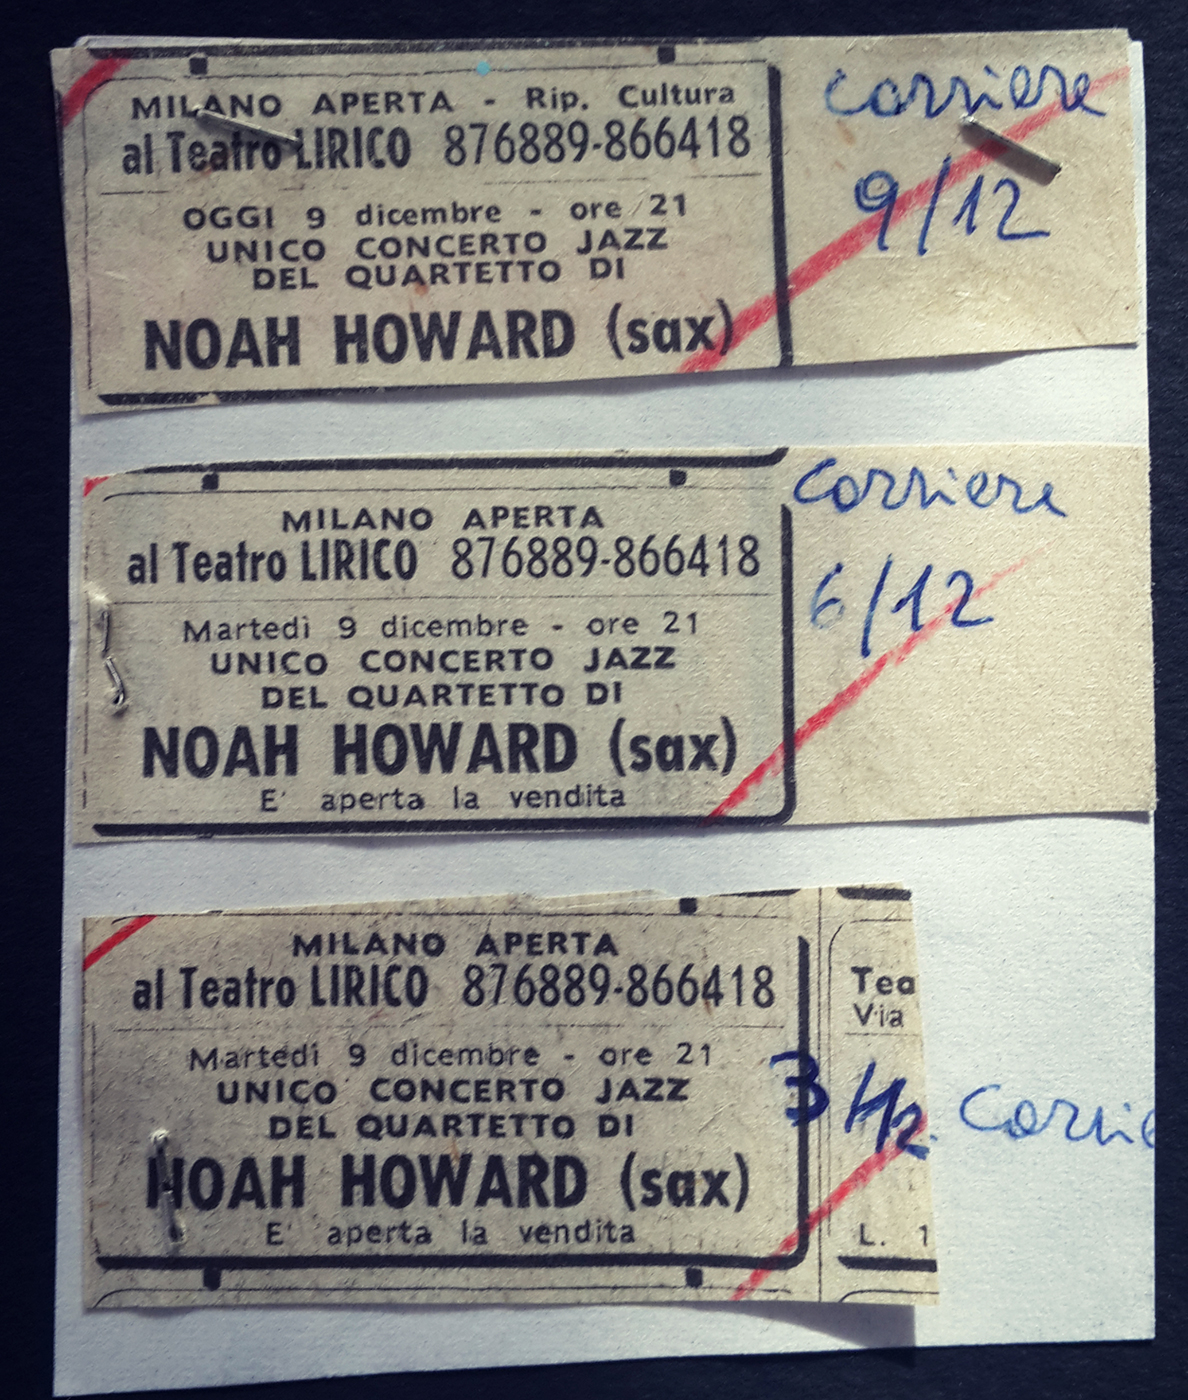 MILANO APERTA - Rip. Cultura
al Teatro LIRICO 876889-866418
OGGI 9 dicembre - ore 21
UNICO CONCERTO JAZZ
DEL QUARTETTO DI
NOAH HOWARD (sax)
Corriere
9/12
MILANO APERTA
al Teatro LIRICO 876889-866418
Martedì 9 dicembre - ore 21
UNICO CONCERTO JAZZ
DEL QUARTETTO DI
NOAH HOWARD (sax)
E' aperta la vendita
Corriere
6/12
MILANO APERTA
al Teatro LIRICO 876889-866418
Martedì 9 dicembre - ore 21
UNICO CONCERTO JAZZ
DEL QUARTETTO DI
NOAH HOWARD (sax)
E' aperta la vendita
Tea
Via
3/12. Corrie
L. 1